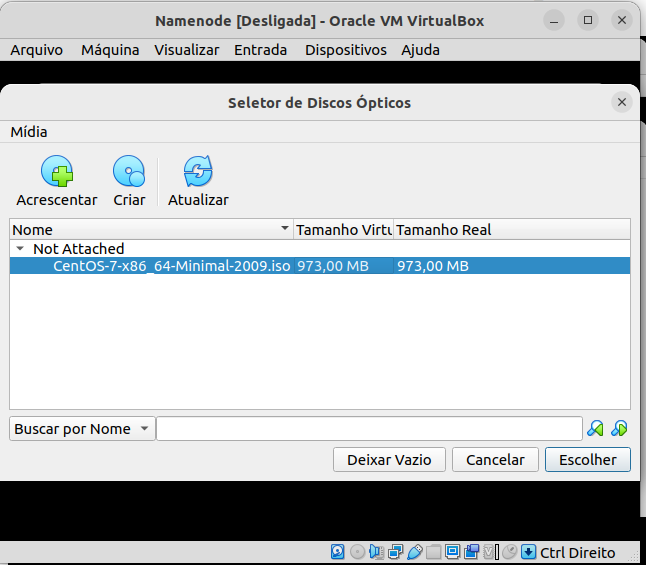 Namenode [Desligada] - Oracle VM VirtualBox
Arquivo Máquina Visualizar Entrada Dispositivos Ajuda
Seletor de Discos Ópticos
Mídia
Acrescentar Criar Atualizar
Nome Tamanho Virtu Tamanho Real
Not Attached
CentOS-7-x86_64-Minimal-2009.iso 973,00 MB 973,00 MB
Buscar por Nome
Deixar Vazio Cancelar Escolher
Ctrl Direito